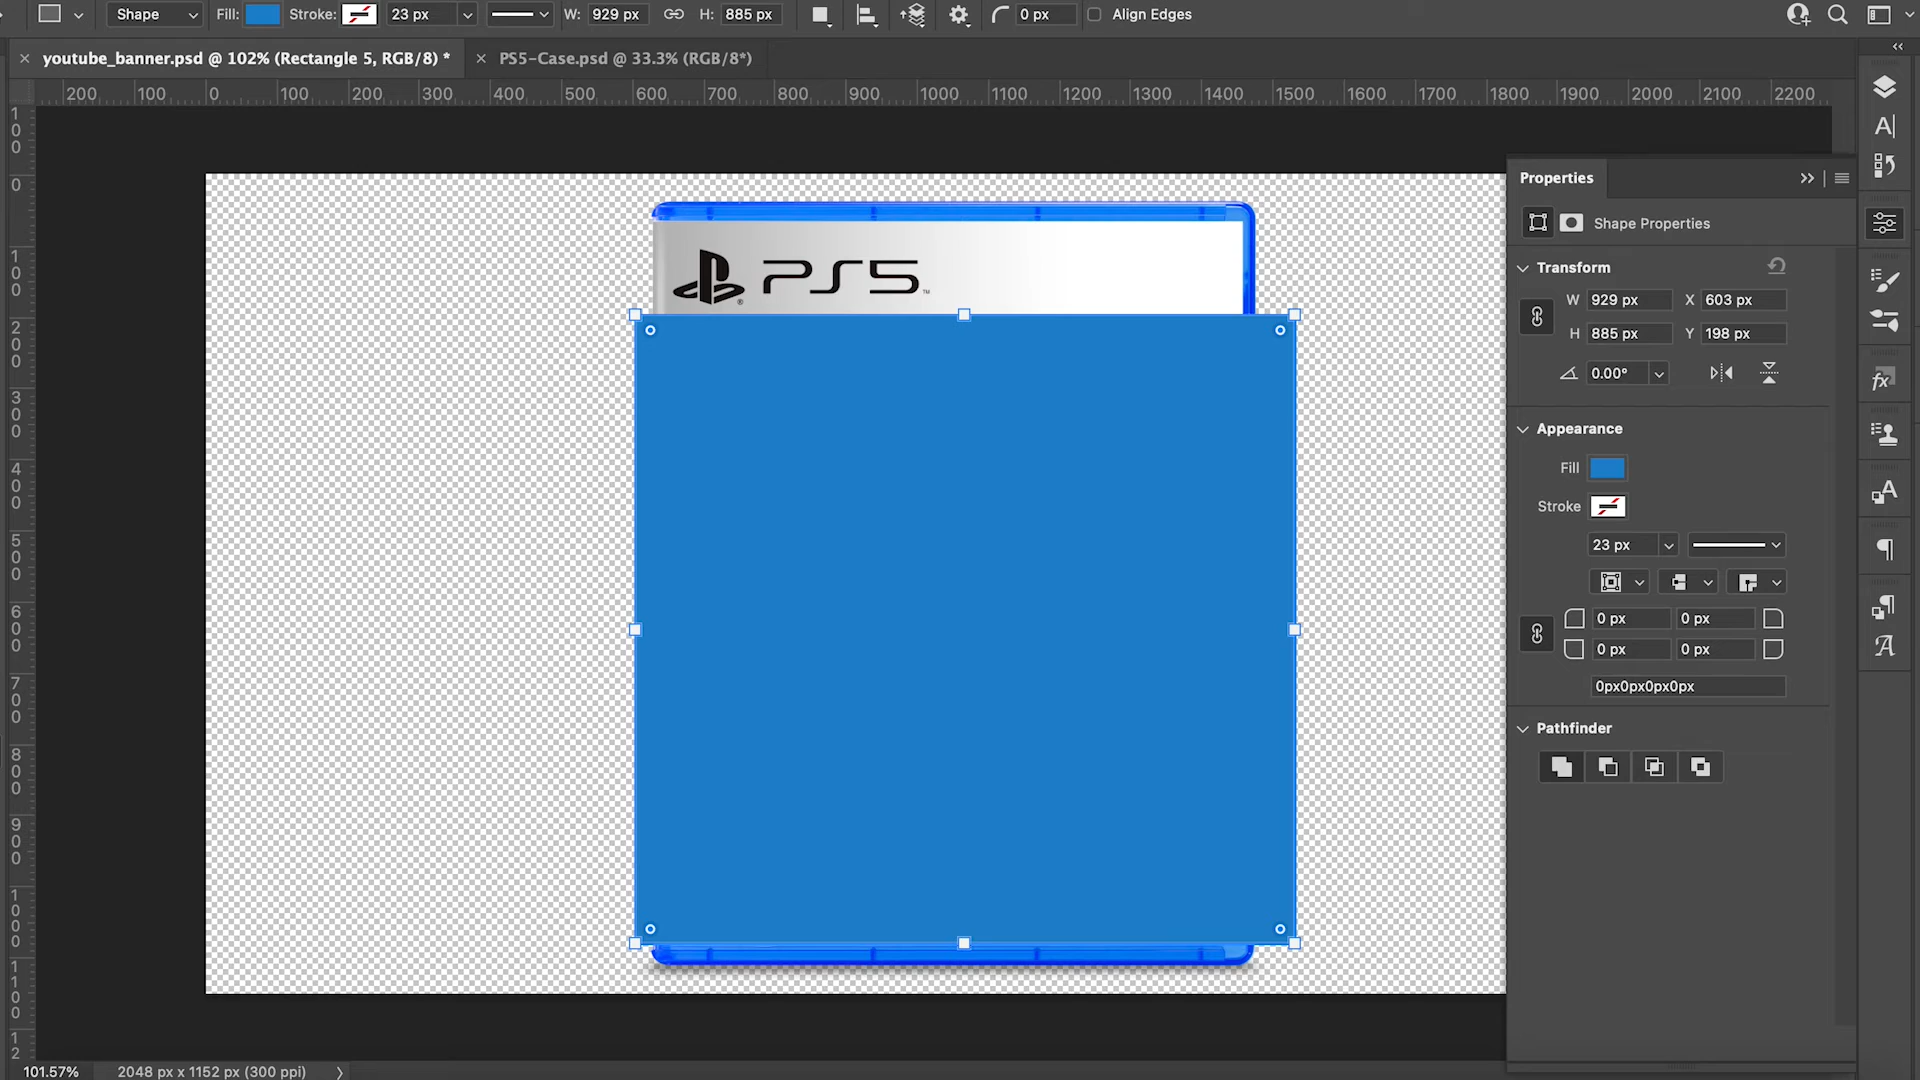 Shape Fill: Stroke: 23 px W: 929 px H: 885 px 0 px Align Edges
youtube_banner.psd @ 102% (Rectangle 5, RGB/8) * PS5-Case.psd @ 33.3% (RGB/8*)
200 100 0 100 200 300 400 500 600 700 800 900 1000 1100 1200 1300 1400 1500 1600 1700 1800 1900 2000 2100 2200
100
0
100
200
300
400
500
600
700
800
900
1000
1100
12
PS5
Properties
Shape Properties
Transform
W 929 px X 603 px
H 885 px Y 198 px
0.00°
Appearance
Fill
Stroke
23 px
0 px 0 px
0 px 0 px
0px0px0px0px
Pathfinder
101.57% 2048 px x 1152 px (300 ppi)